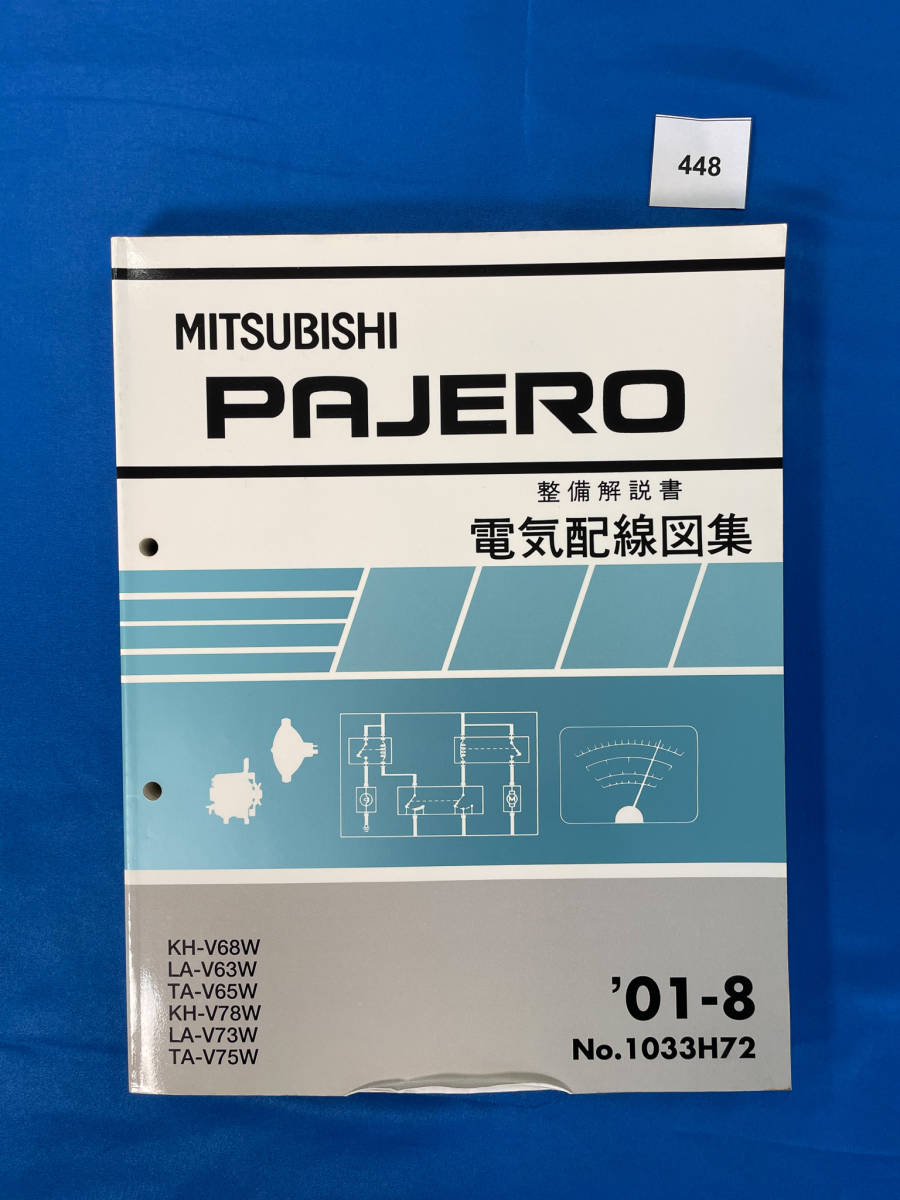 448
MITSUBISHI
PAJERO
整備解説書
電気配線図集
M
KH-V68W
LA-V63W
TA-V65W
KH-V78W
LA-V73W
TA-V75W
'01-8
No.1033H72